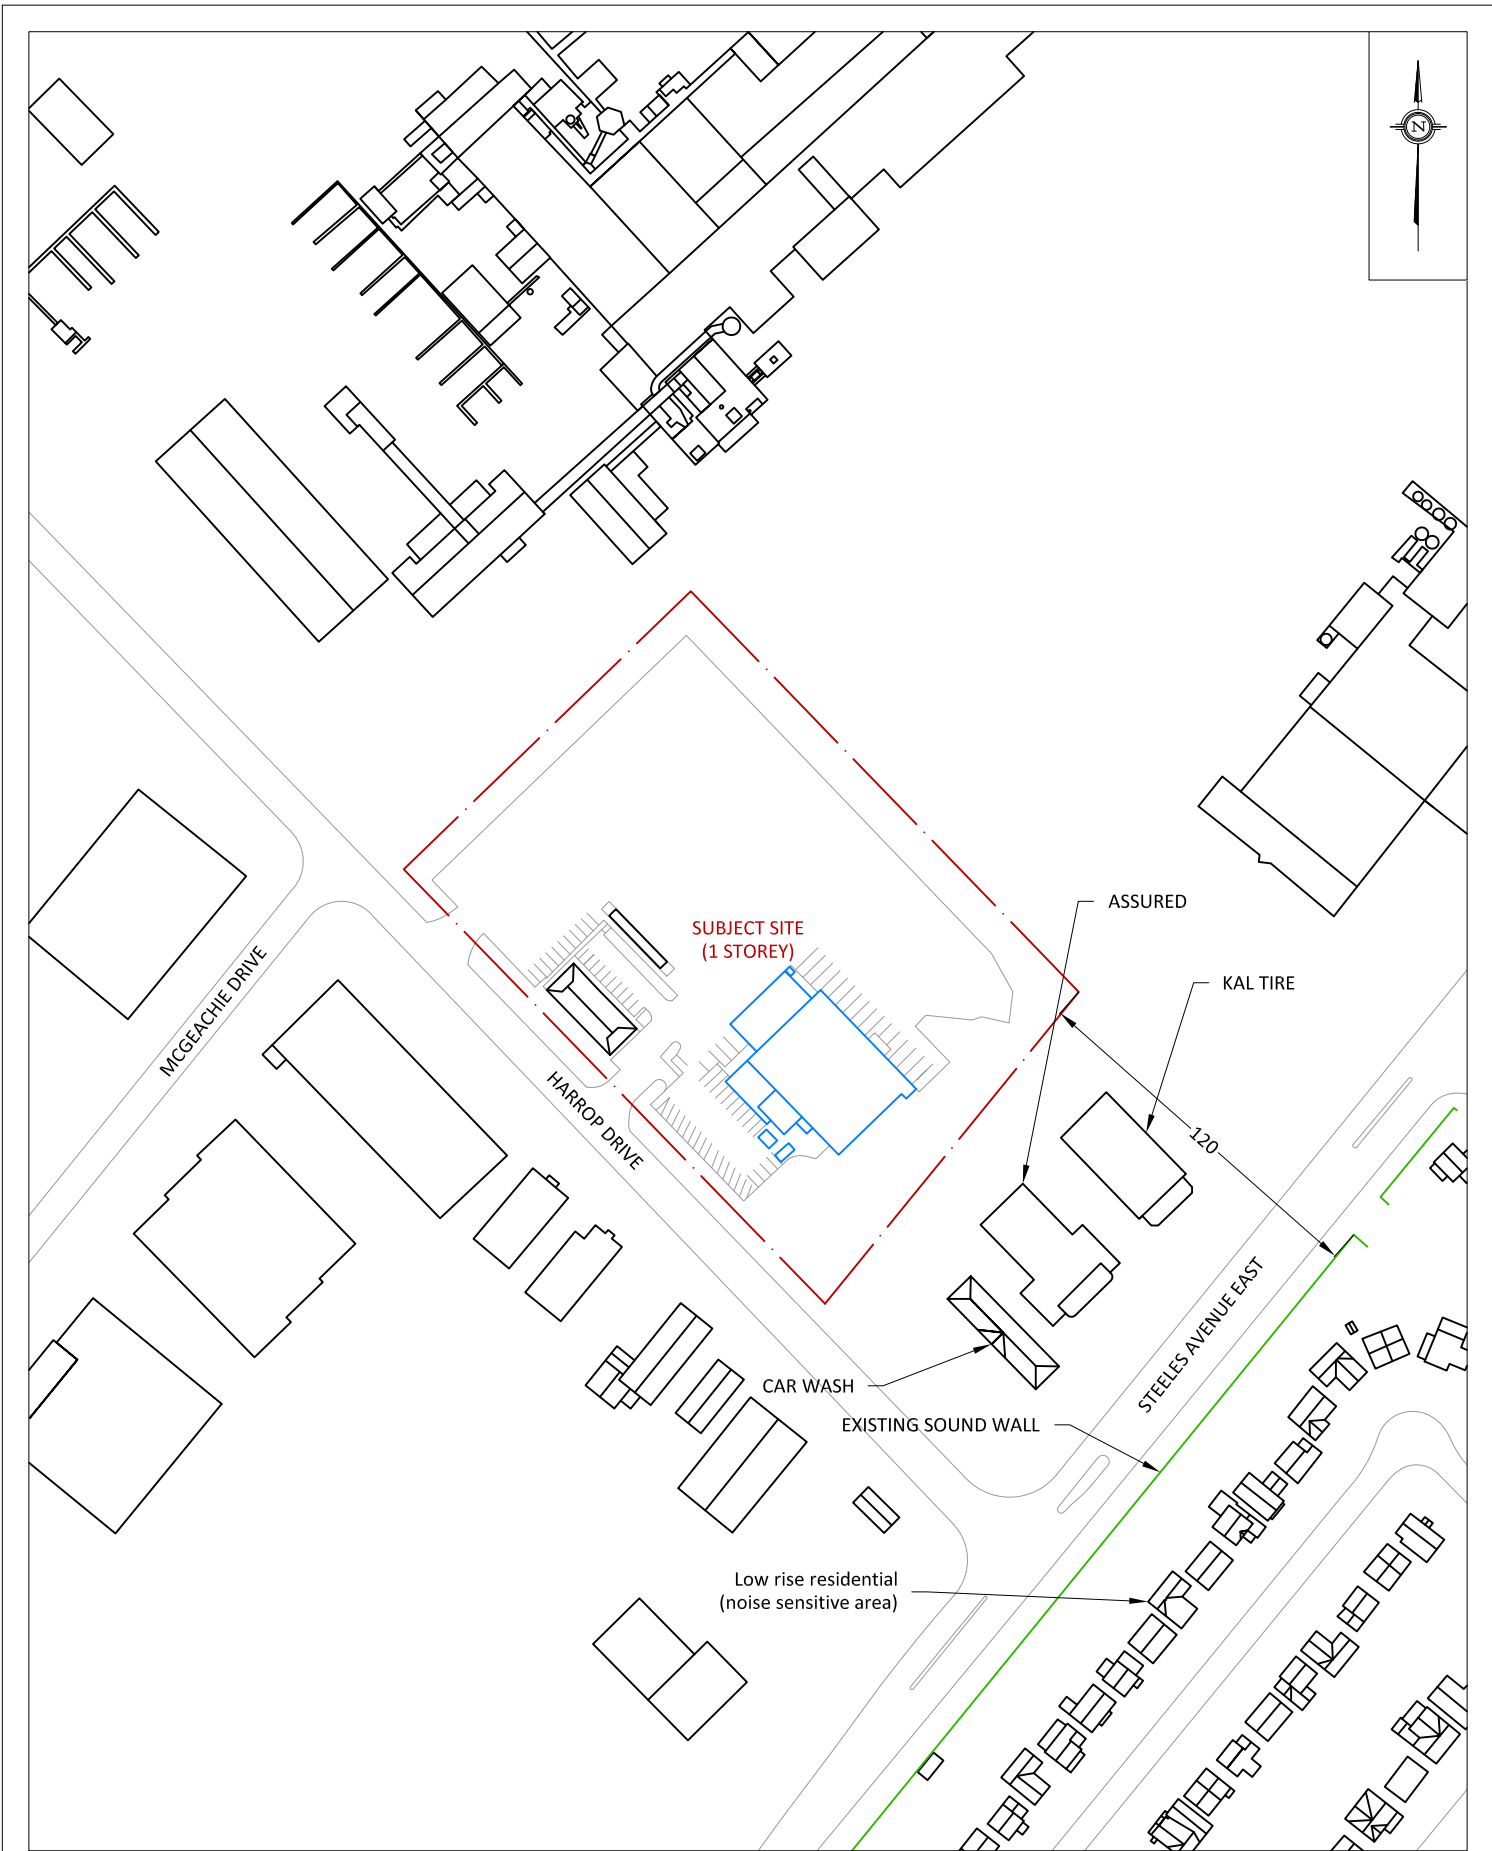 N
ASSURED
SUBJECT SITE
(1 STOREY)
KAL TIRE
MCGEACHIE DRIVE
HARROP DRIVE
120
STEELES AVENUE EAST
CAR WASH
EXISTING SOUND WALL
Low rise residential
(noise sensitive area)